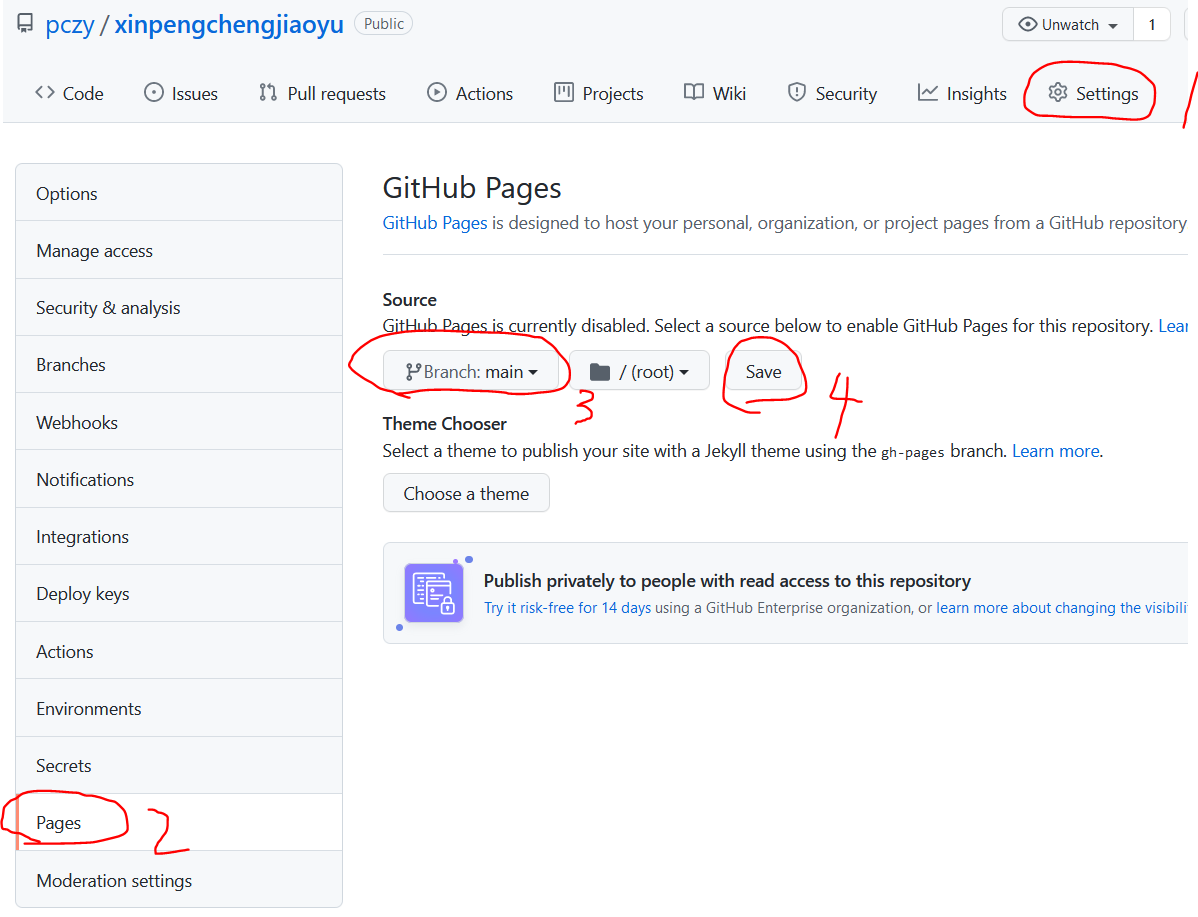 pczy / xinpengchengjiaoyu Public Unwatch 1
Code Issues Pull requests Actions Projects Wiki Security Insights Settings 1
Options
Manage access
Security & analysis
Branches
Webhooks
Notifications
Integrations
Deploy keys
Actions
Environments
Secrets
Pages 2
Moderation settings
GitHub Pages
GitHub Pages is designed to host your personal, organization, or project pages from a GitHub repository
Source
GitHub Pages is currently disabled. Select a source below to enable GitHub Pages for this repository.
Branch: main / (root) Save
3 4
Theme Chooser
Select a theme to publish your site with a Jekyll theme using the gh-pages branch. Learn more.
Choose a theme
Publish privately to people with read access to this repository
Try it risk-free for 14 days using a GitHub Enterprise organization, or learn more about changing the